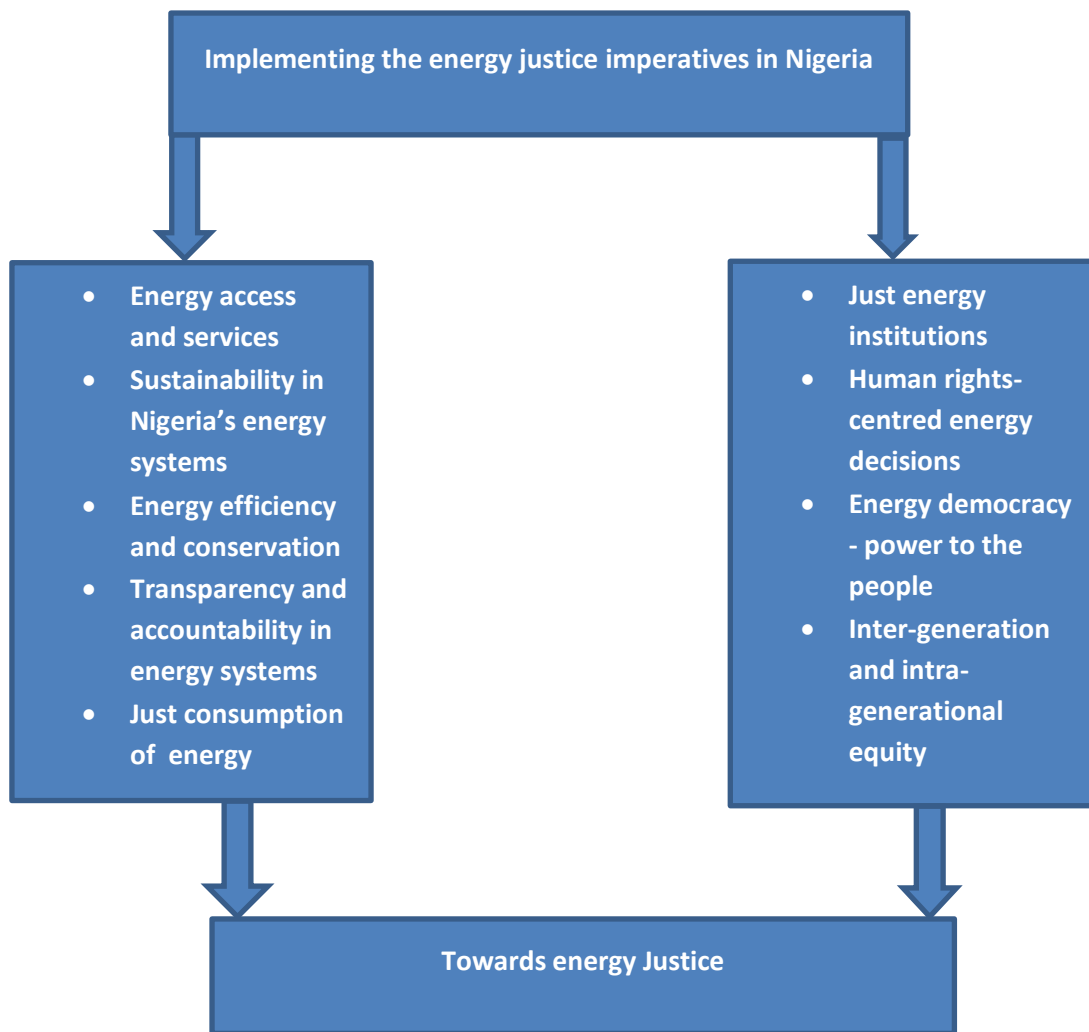 Implementing the energy justice imperatives in Nigeria
• Energy access
and services
• Sustainability in
Nigeria’s energy
systems
• Energy efficiency
and conservation
• Transparency and
accountability in
energy systems
• Just consumption
of  energy
• Just energy
institutions
• Human rights-
centred energy
decisions
• Energy democracy
- power to the
people
• Inter-generation
and intra-
generational
equity
Towards energy Justice